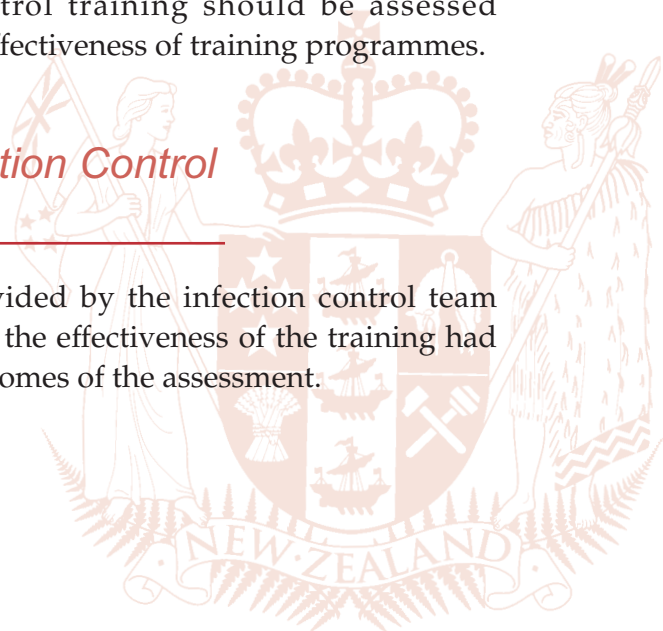 trol training should be assessed
ffectiveness of training programmes.
tion Control
vided by the infection control team
the effectiveness of the training had
omes of the assessment.
NEW·ZEALAND